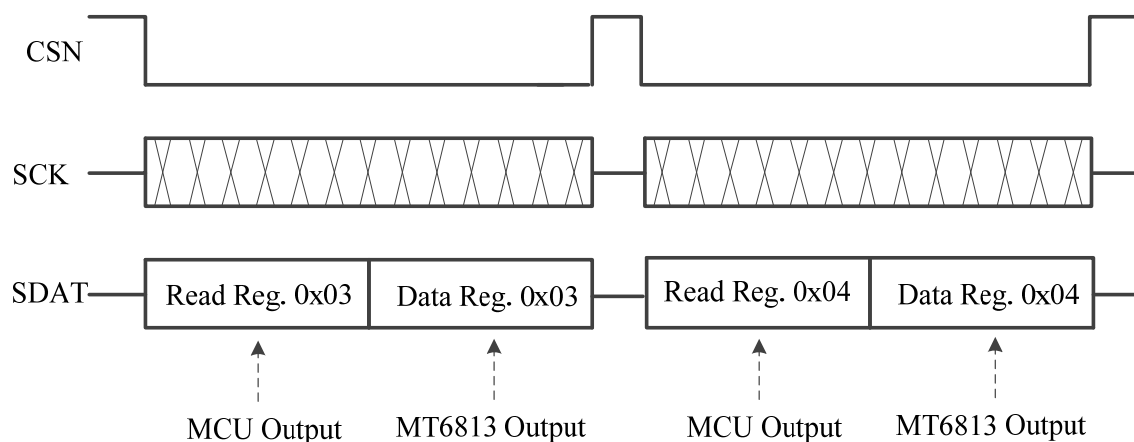 CSN
SCK
SDAT
Read Reg. 0x03
Data Reg. 0x03
Read Reg. 0x04
Data Reg. 0x04
MCU Output
MT6813 Output
MCU Output
MT6813 Output